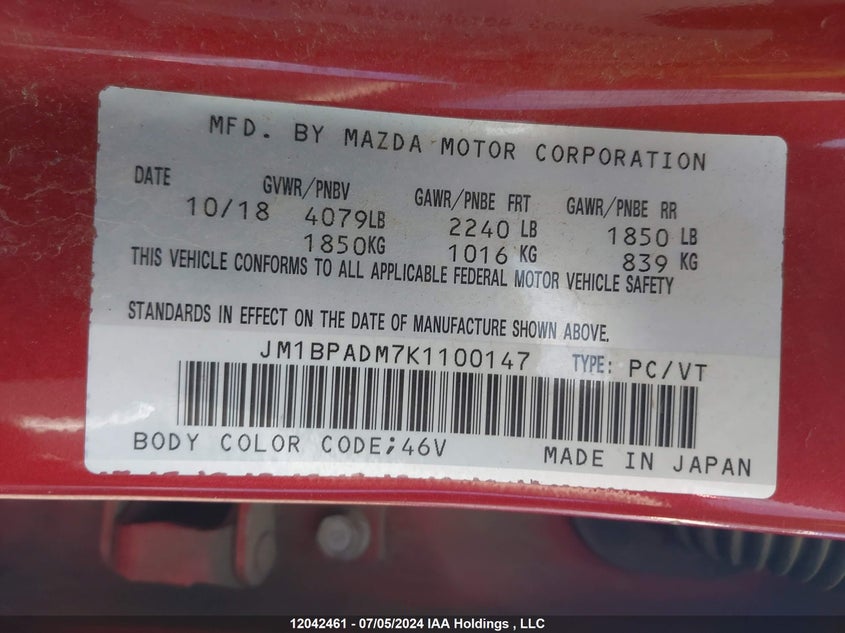 MFD. BY MAZDA MOTOR CORPORATION
DATE GVWR/PNBV GAWR/PNBE FRT GAWR/PNBE RR
10/18 4079LB 2240 LB 1850 LB
1850KG 1016 KG 839 KG
THIS VEHICLE CONFORMS TO ALL APPLICABLE FEDERAL MOTOR VEHICLE SAFETY
STANDARDS IN EFFECT ON THE DATE OF MANUFACTURE SHOWN ABOVE.
JM1BPADM7K1100147 TYPE: PC/VT
BODY COLOR CODE;46V MADE IN JAPAN
12042461 - 07/05/2024 IAA Holdings , LLC